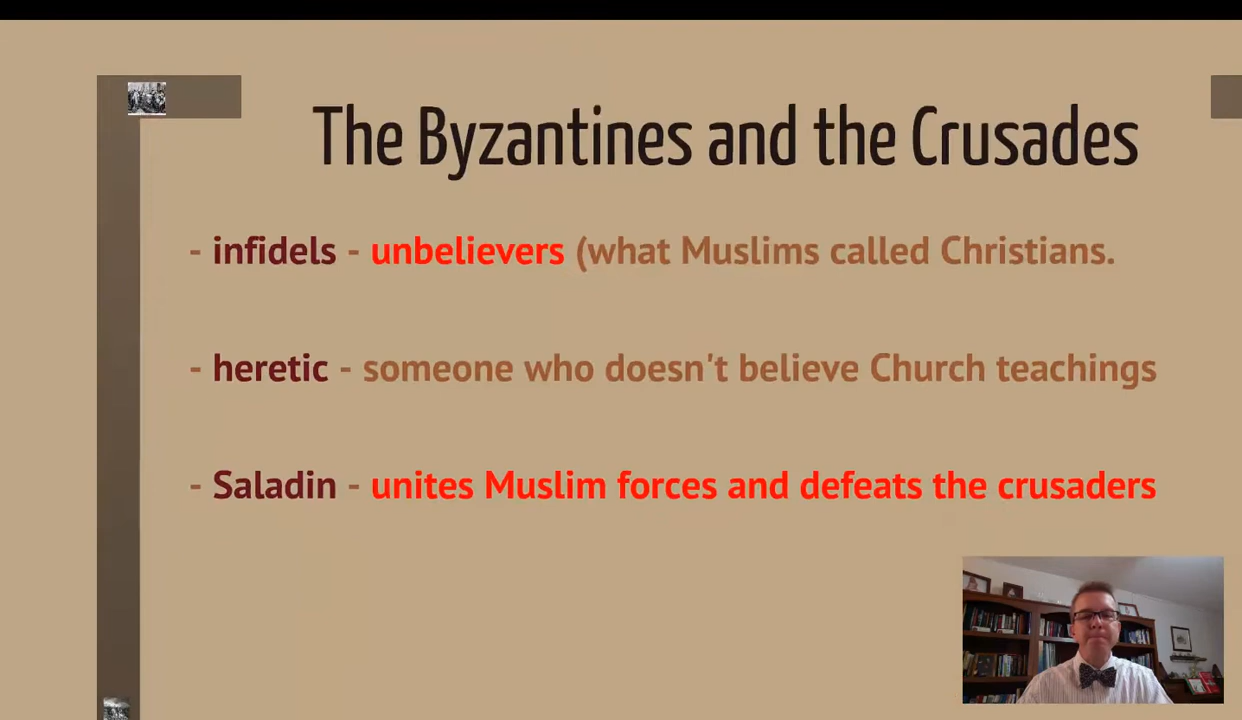 The Byzantines and the Crusades
- infidels - unbelievers (what Muslims called Christians.
- heretic - someone who doesn't believe Church teachings
- Saladin - unites Muslim forces and defeats the crusaders